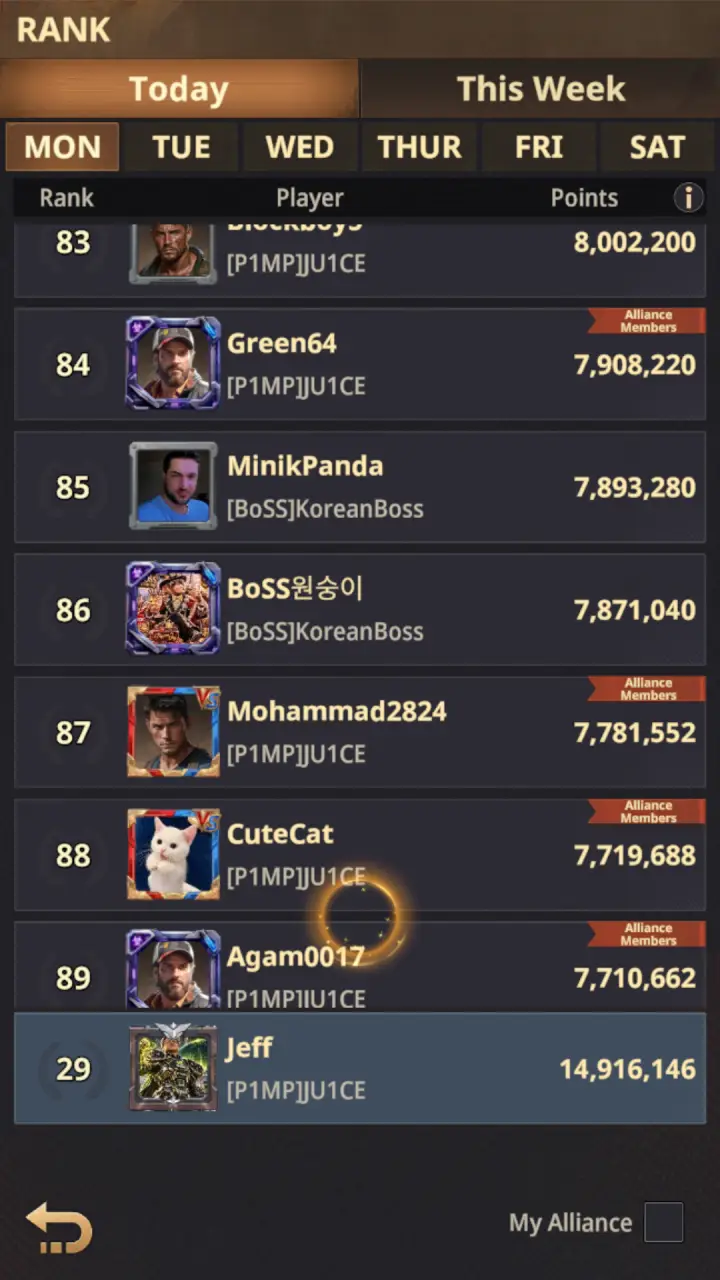 RANK
Today
This Week
MON
TUE
WED
THUR
FRI
SAT
Rank
Player
Points
83
[P1MP]JU1CE
8,002,200
Alliance
Members
84
Green64
[P1MP]JU1CE
7,908,220
85
MinikPanda
[BoSS]KoreanBoss
7,893,280
86
BoSS원숭이
[BoSS]KoreanBoss
7,871,040
Alliance
Members
87
Mohammad2824
[P1MP]JU1CE
7,781,552
Alliance
Members
88
VS
CuteCat
[P1MP]JU1CE
7,719,688
Alliance
Members
89
Agam0017
[P1MP]JU1CE
7,710,662
29
Jeff
[P1MP]JU1CE
14,916,146
My Alliance